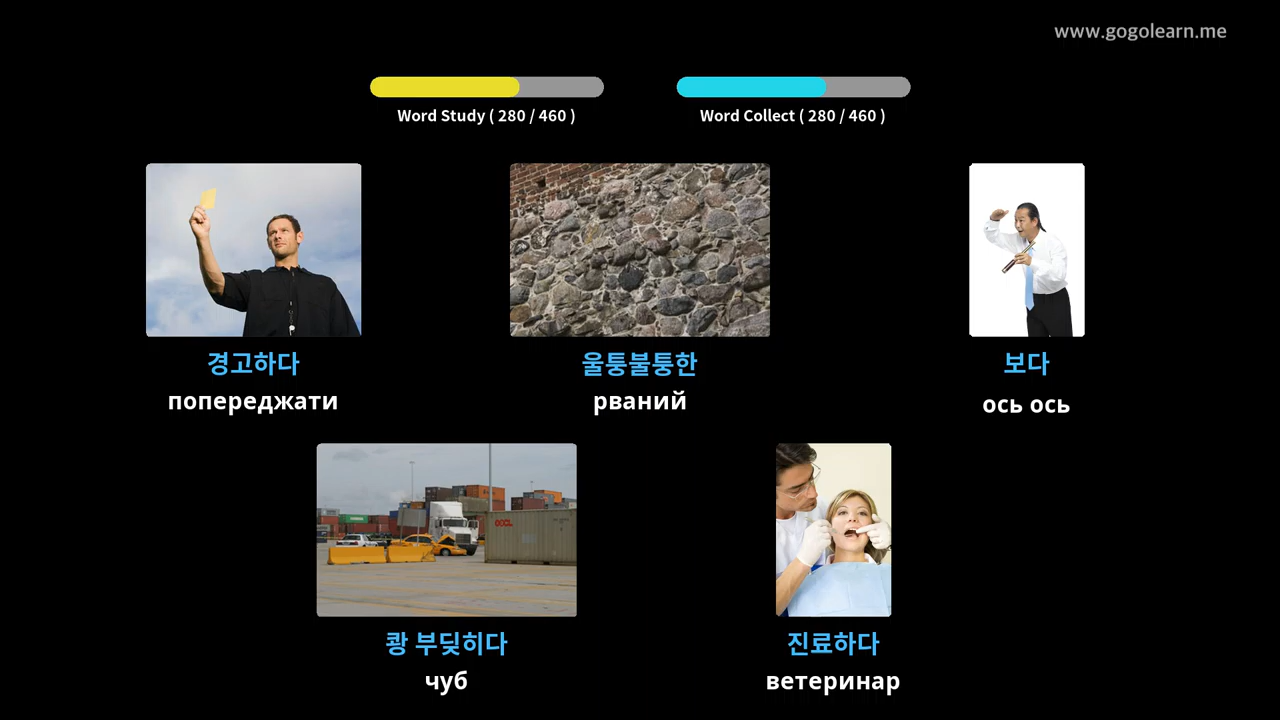 www.gogolearn.me
Word Study ( 280 / 460 )
Word Collect ( 280 / 460 )
경고하다
попереджати
울퉁불퉁한
рваний
보다
ось ось
쾅 부딪히다
чуб
진료하다
ветеринар